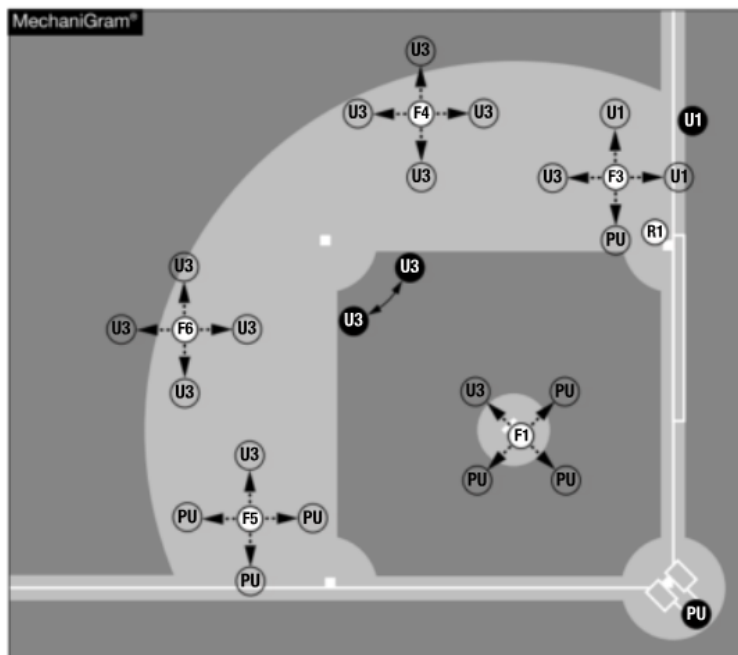 MechaniGram®
U3
U3 F4 U3
U1 U1
U3
U3 F3 U1
R1
PU
U3 U3
U3 F6 U3
U3
U3
U3 PU
F1
PU PU
U3
PU F5 PU
PU
PU